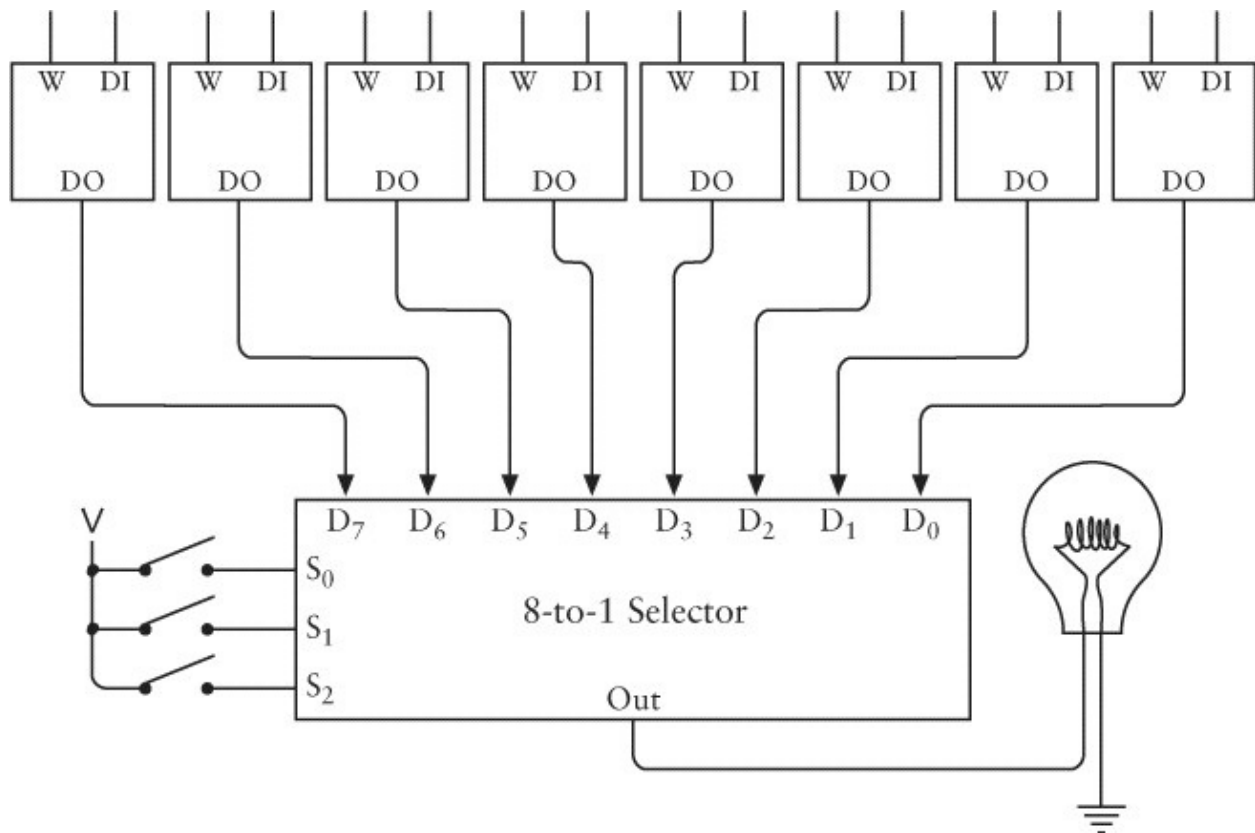 W DI W DI W DI W DI W DI W DI W DI W DI
DO DO DO DO DO DO DO DO
V
D₇ D₆ D₅ D₄ D₃ D₂ D₁ D₀
S₀
8-to-1 Selector
S₁
S₂
Out